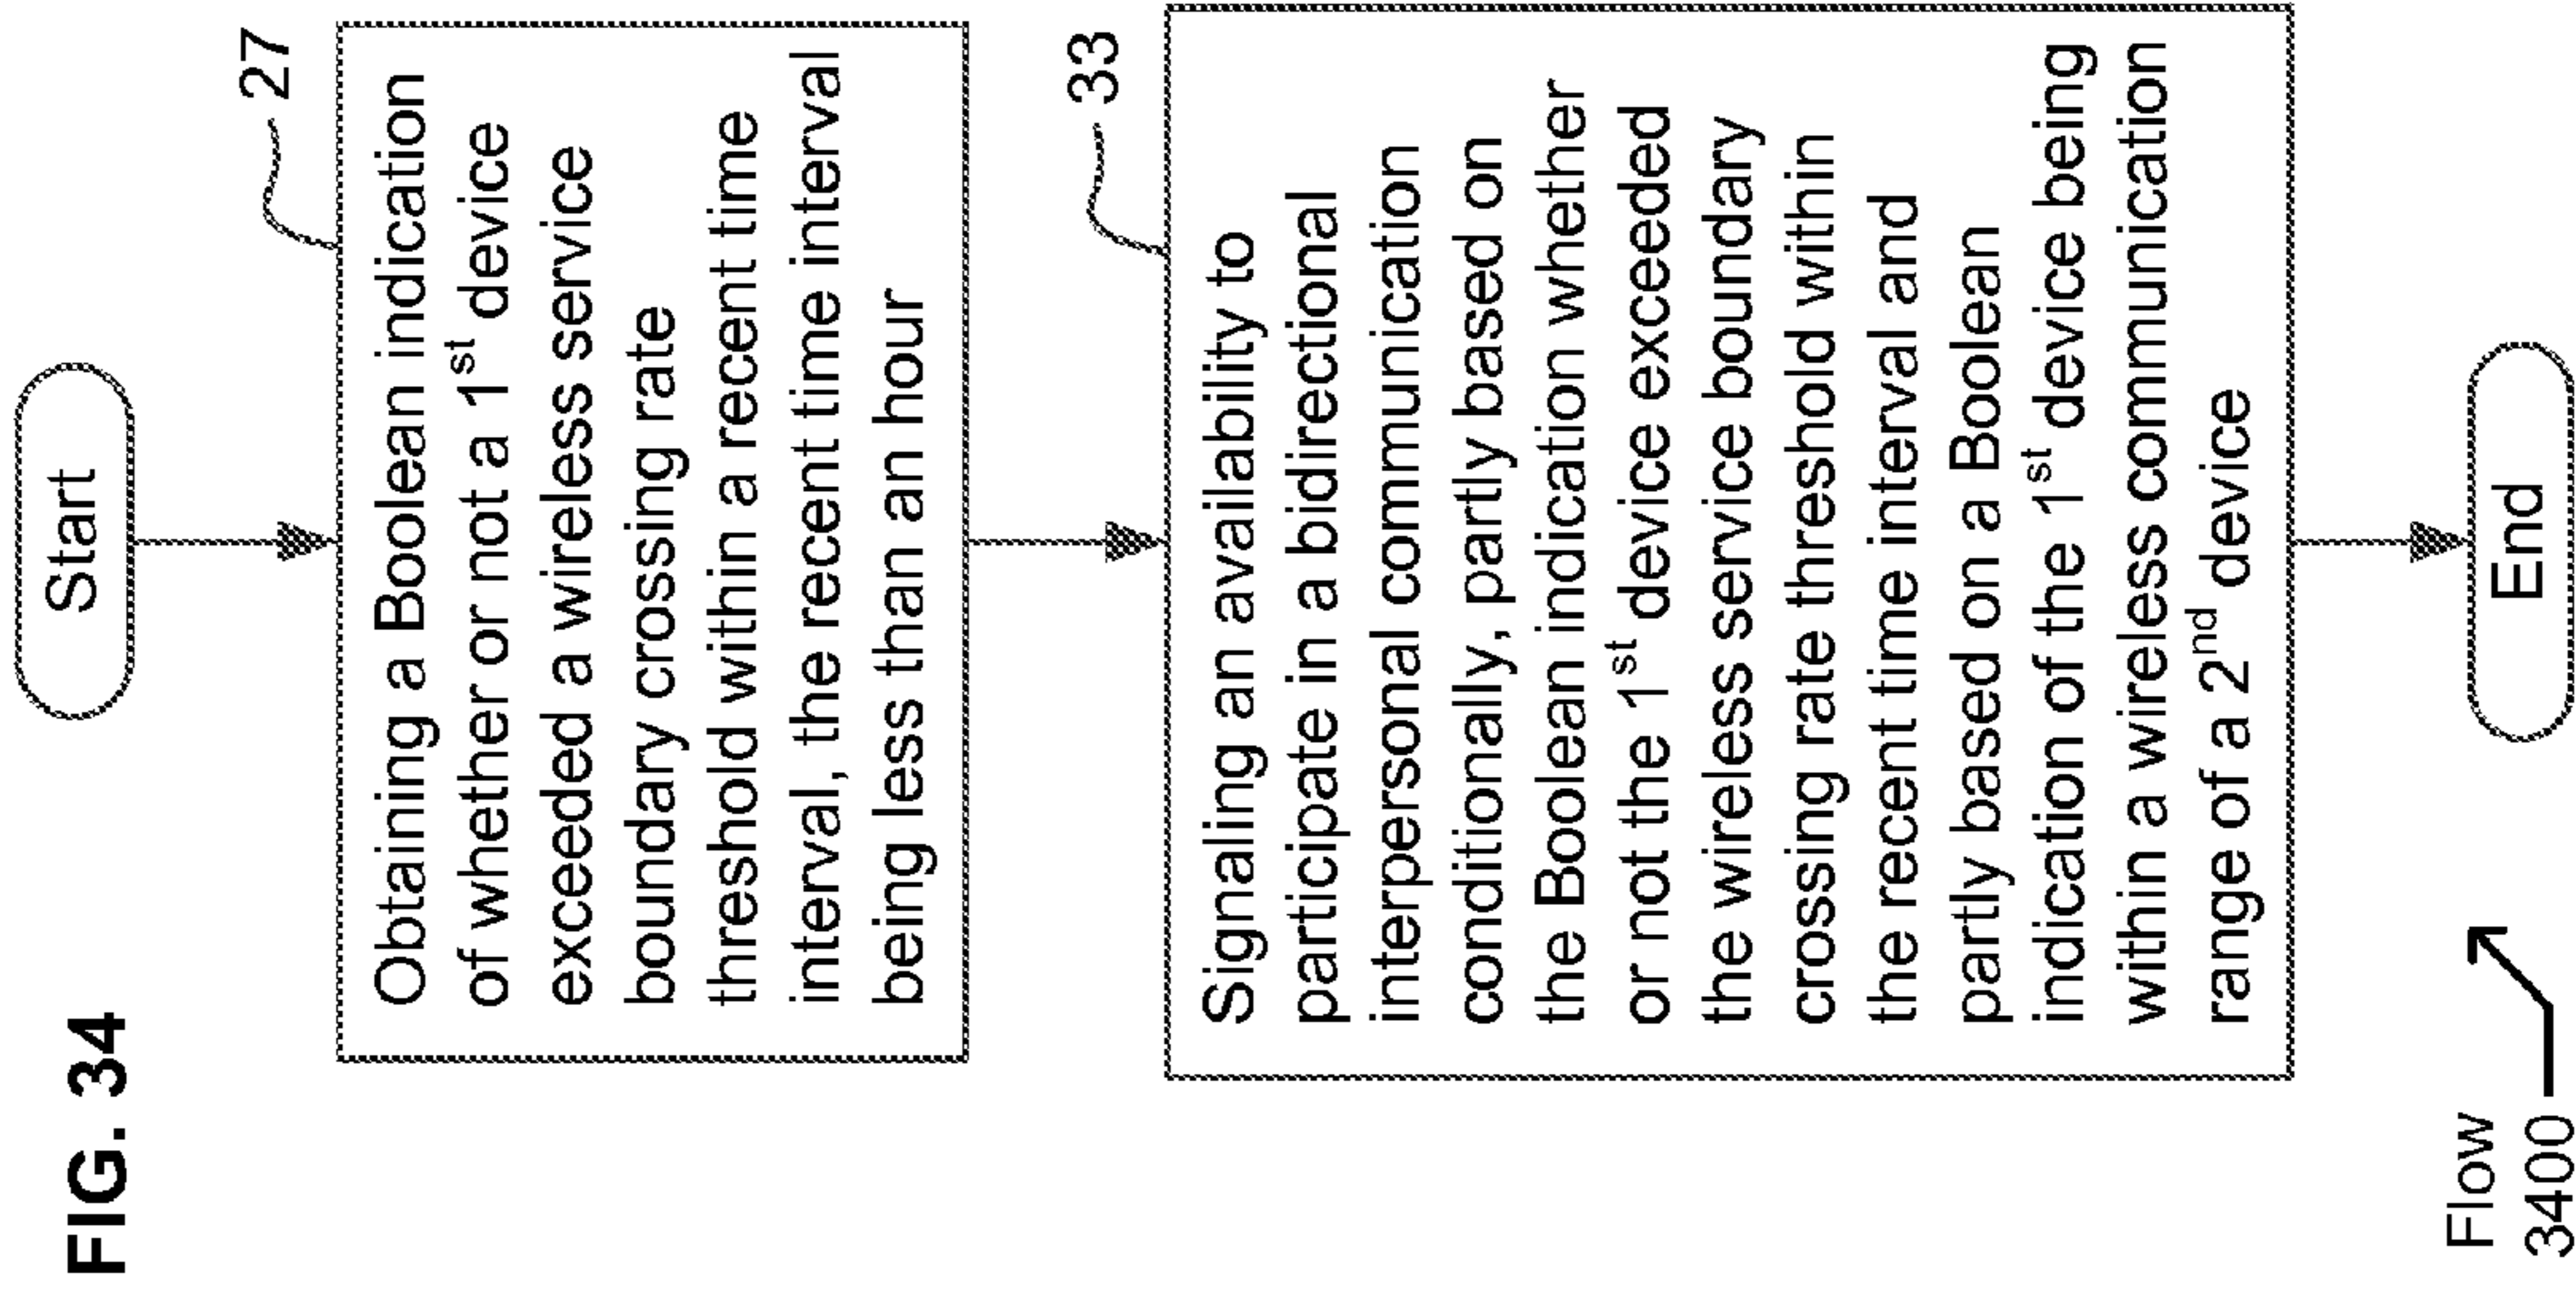 FIG. 34
Start
27
Obtaining a Boolean indication
of whether or not a 1st device
exceeded a wireless service
boundary crossing rate
threshold within a recent time
interval, the recent time interval
being less than an hour
33
Signaling an availability to
participate in a bidirectional
interpersonal communication
conditionally, partly based on
the Boolean indication whether
or not the 1st device exceeded
the wireless service boundary
crossing rate threshold within
the recent time interval and
partly based on a Boolean
indication of the 1st device being
within a wireless communication
range of a 2nd device
End
Flow
3400